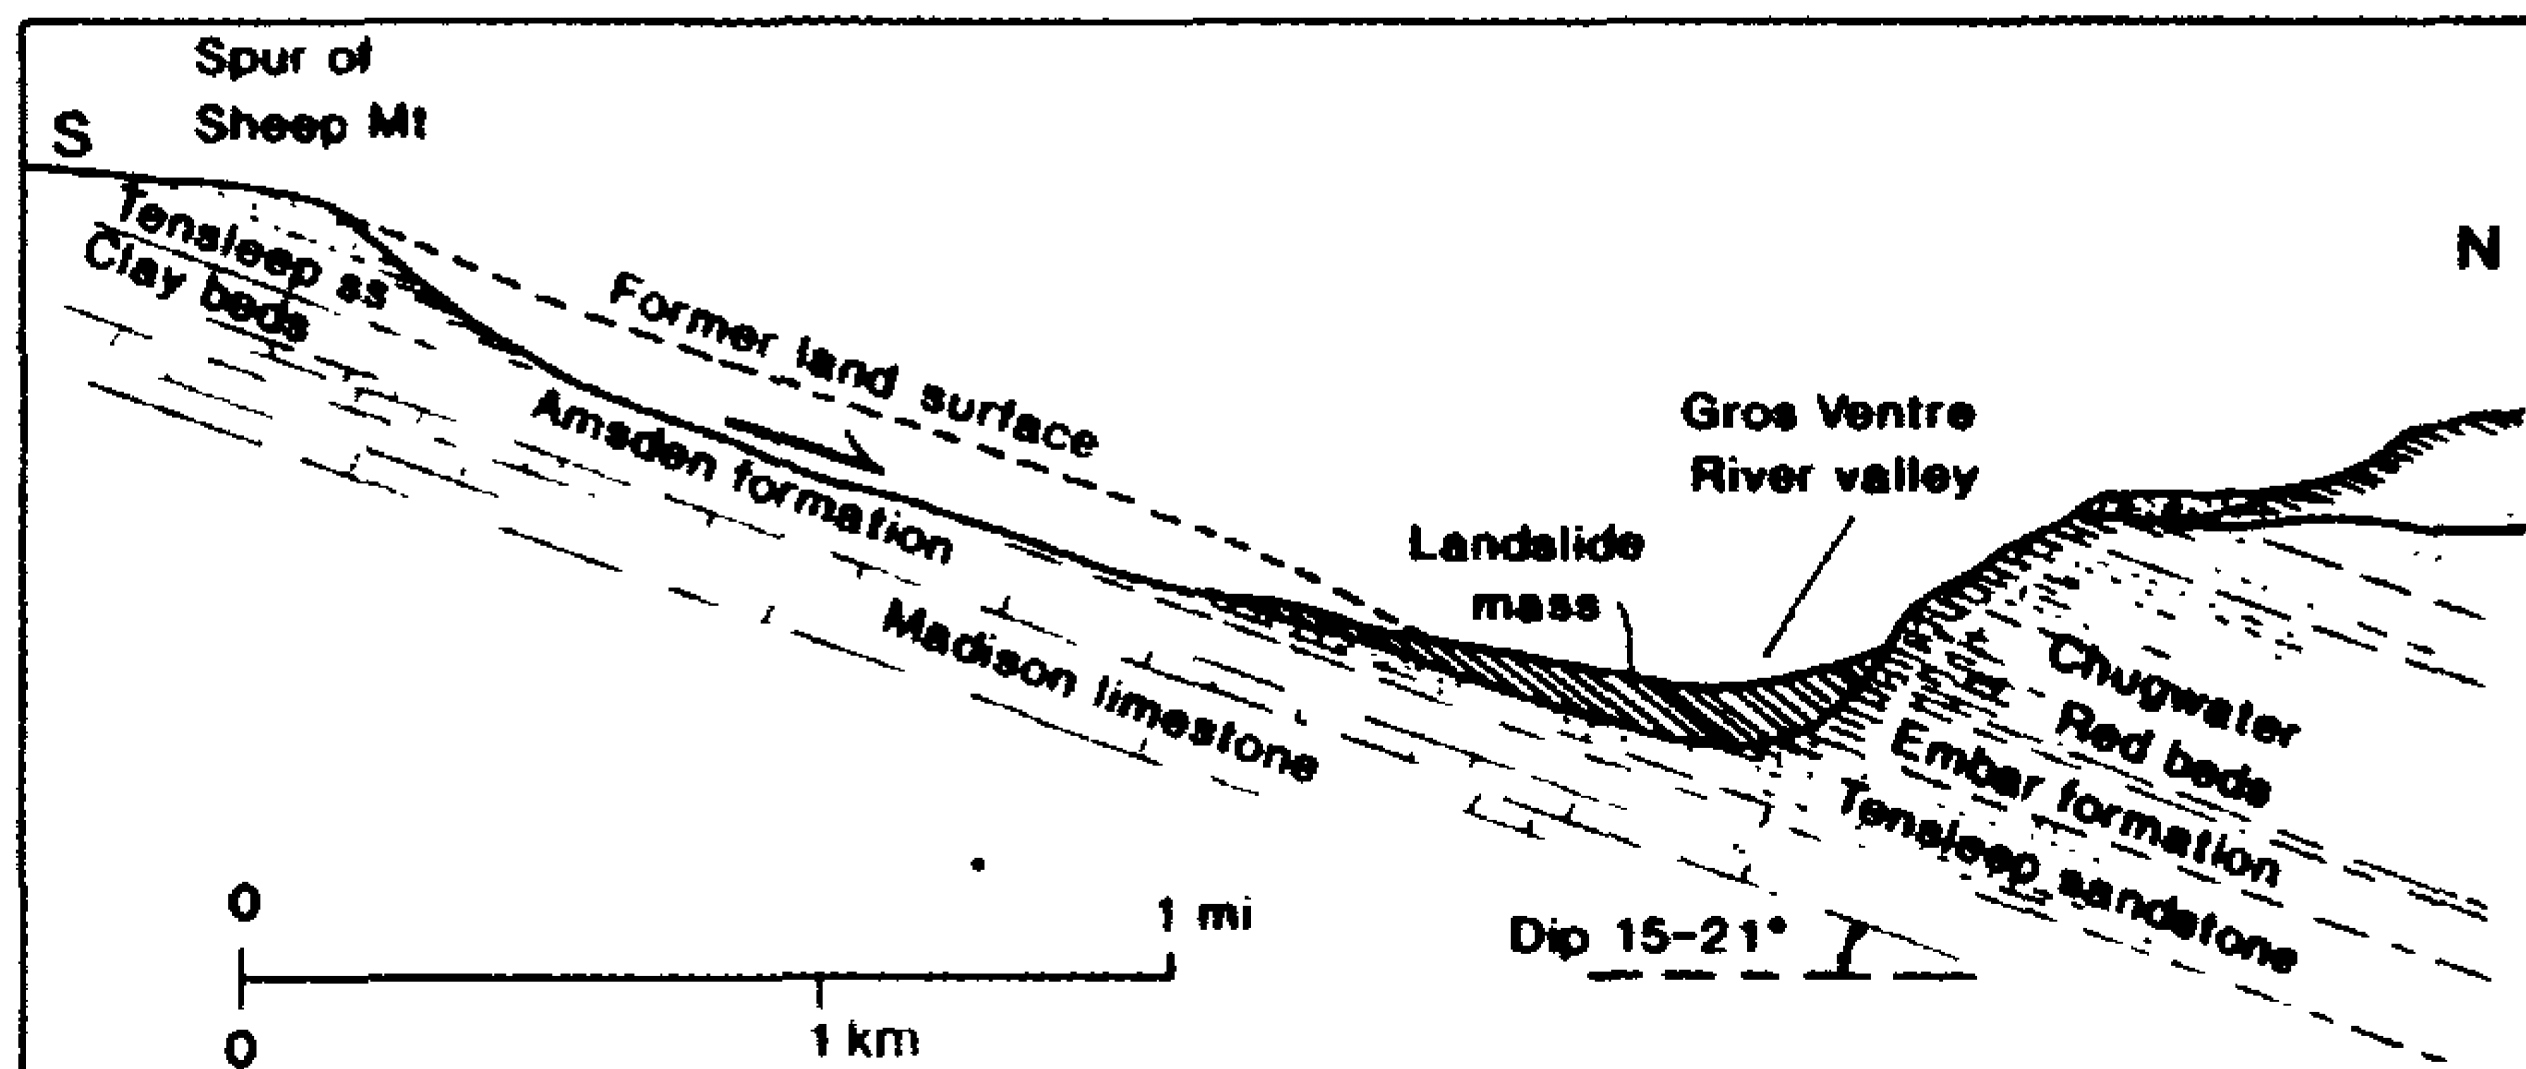 Spur of
Sheep Mt
S
N
Tensleep ss
Clay beds
Former land surface
Amsden formation
Madison limestone
Gros Ventre
River valley
Landslide
mass
Chugwater
Red beds
Embar formation
Tensleep sandstone
Dip 15-21°
0
1 mi
0
1 km